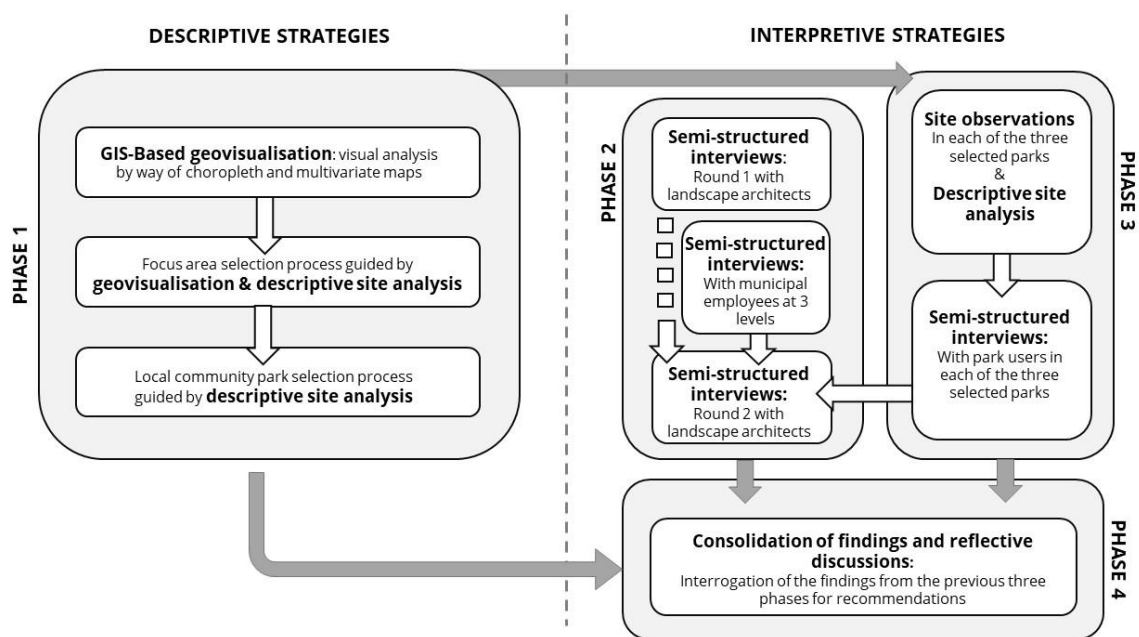 DESCRIPTIVE STRATEGIES
INTERPRETIVE STRATEGIES
PHASE 1
GIS-Based geovisualisation: visual analysis
by way of choropleth and multivariate maps
Focus area selection process guided by
geovisualisation & descriptive site analysis
Local community park selection process
guided by descriptive site analysis
PHASE 2
Semi-structured
interviews:
Round 1 with
landscape architects
Semi-structured
interviews:
With municipal
employees at 3
levels
Semi-structured
interviews:
Round 2 with
landscape architects
PHASE 3
Site observations
In each of the three
selected parks
&
Descriptive site
analysis
Semi-structured
interviews:
With park users in
each of the three
selected parks
PHASE 4
Consolidation of findings and reflective
discussions:
Interrogation of the findings from the previous three
phases for recommendations